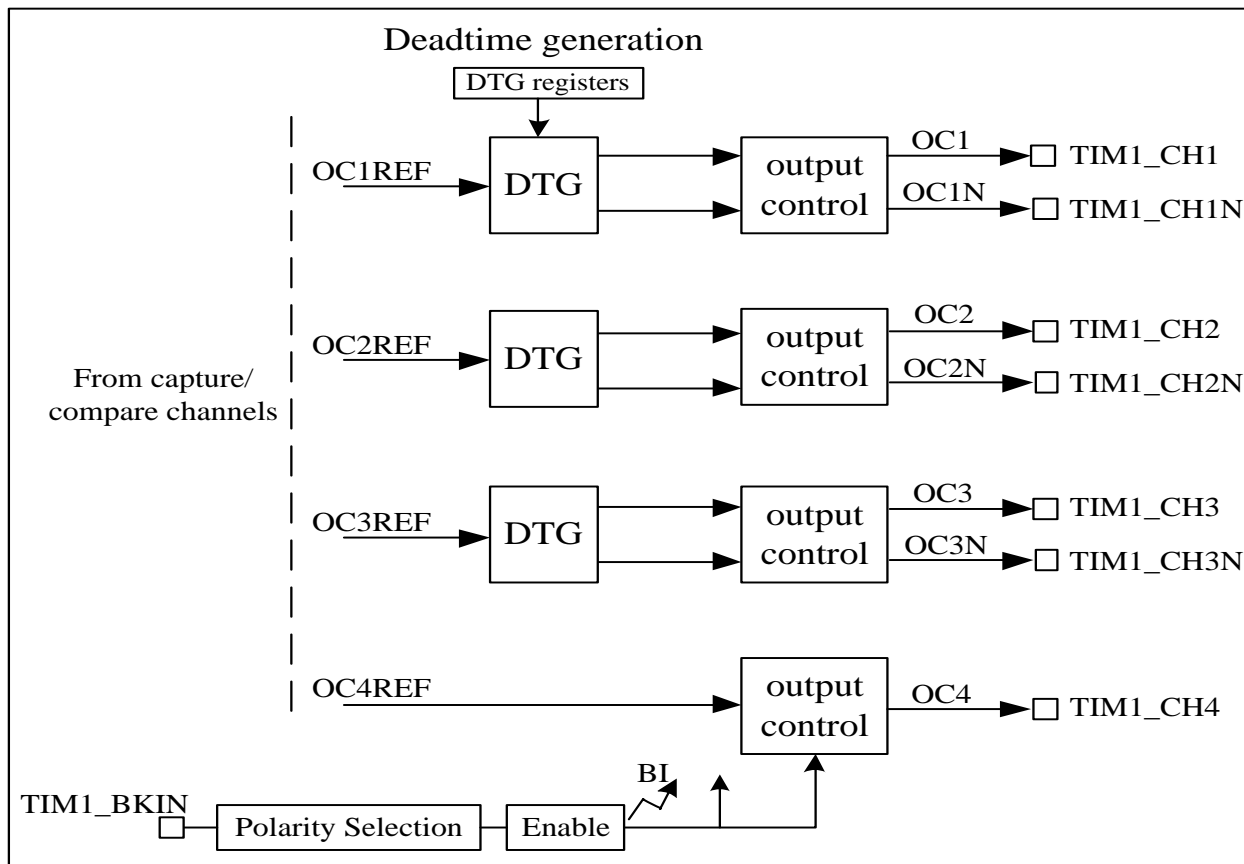 Deadtime generation
DTG registers
OC1REF
DTG
output
control
OC1
OC1N
TIM1_CH1
TIM1_CH1N
OC2REF
DTG
output
control
OC2
OC2N
TIM1_CH2
TIM1_CH2N
From capture/
compare channels
OC3REF
DTG
output
control
OC3
OC3N
TIM1_CH3
TIM1_CH3N
OC4REF
output
control
OC4
TIM1_CH4
BI
TIM1_BKIN
Polarity Selection
Enable